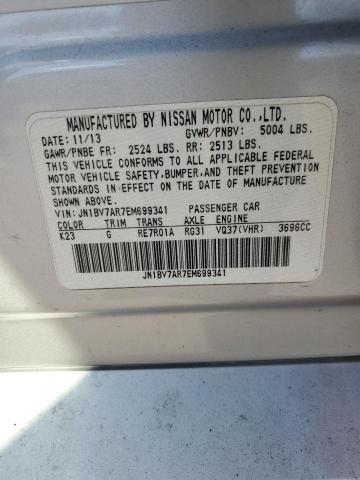 MANUFACTURED BY NISSAN MOTOR CO.,LTD.
DATE: 11/13 GVWR/PNBV: 5004 LBS.
GAWR/PNBE FR: 2524 LBS. RR: 2513 LBS.
THIS VEHICLE CONFORMS TO ALL APPLICABLE FEDERAL
MOTOR VEHICLE SAFETY, BUMPER, AND THEFT PREVENTION
STANDARDS IN EFFECT ON THE DATE OF MANUFACTURE
SHOWN ABOVE.
VIN: JN1BV7AR7EM699341 PASSENGER CAR
COLOR TRIM TRANS AXLE ENGINE
K23 G RE7R01A RG31 VQ37(VHR) 3696CC
JN1BV7AR7EM699341